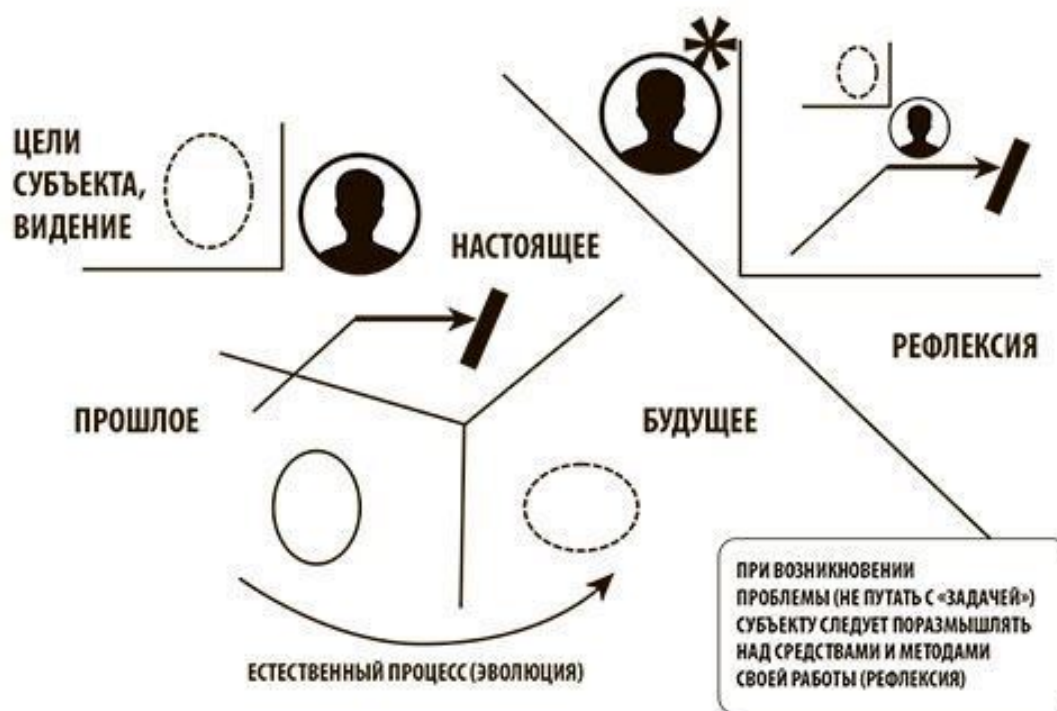 ЦЕЛИ
СУБЪЕКТА,
ВИДЕНИЕ
НАСТОЯЩЕЕ
РЕФЛЕКСИЯ
ПРОШЛОЕ
БУДУЩЕЕ
ЕСТЕСТВЕННЫЙ ПРОЦЕСС (ЭВОЛЮЦИЯ)
ПРИ ВОЗНИКНОВЕНИИ
ПРОБЛЕМЫ (НЕ ПУТАТЬ С «ЗАДАЧЕЙ»)
СУБЪЕКТУ СЛЕДУЕТ ПОРАЗМЫШЛЯТЬ
НАД СРЕДСТВАМИ И МЕТОДАМИ
СВОЕЙ РАБОТЫ (РЕФЛЕКСИЯ)